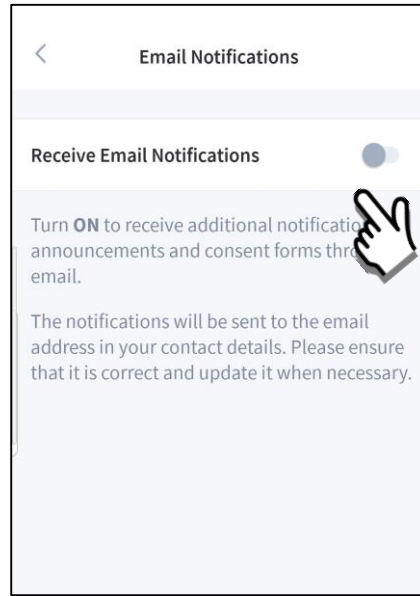 Email Notifications
Receive Email Notifications
Turn ON to receive additional
announcements and consent forms
email.
The notifications will be sent to the email
address in your contact details. Please ensure
that it is correct and update it when necessary.